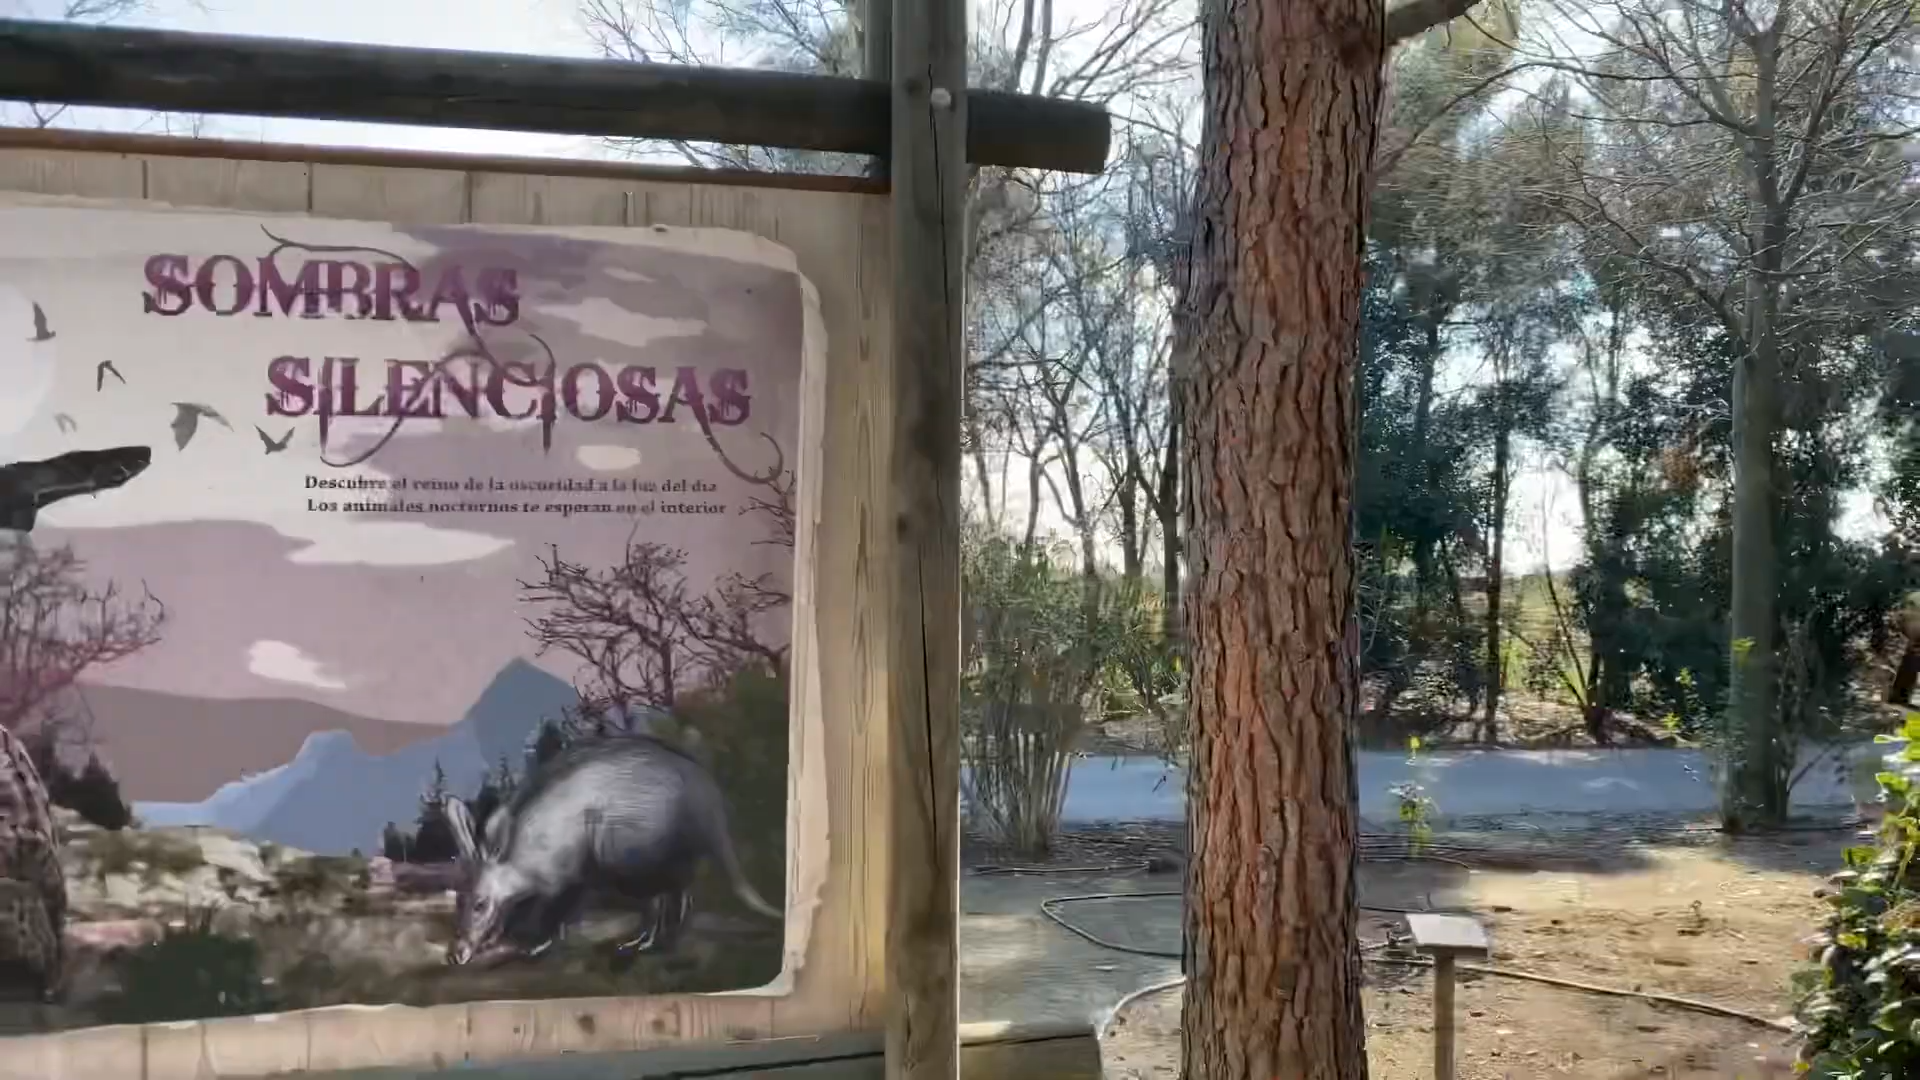 SOMBRAS
SILENCIOSAS
Descubre el reino de la oscuridad a la luz del día
Los animales nocturnos te esperan en el interior